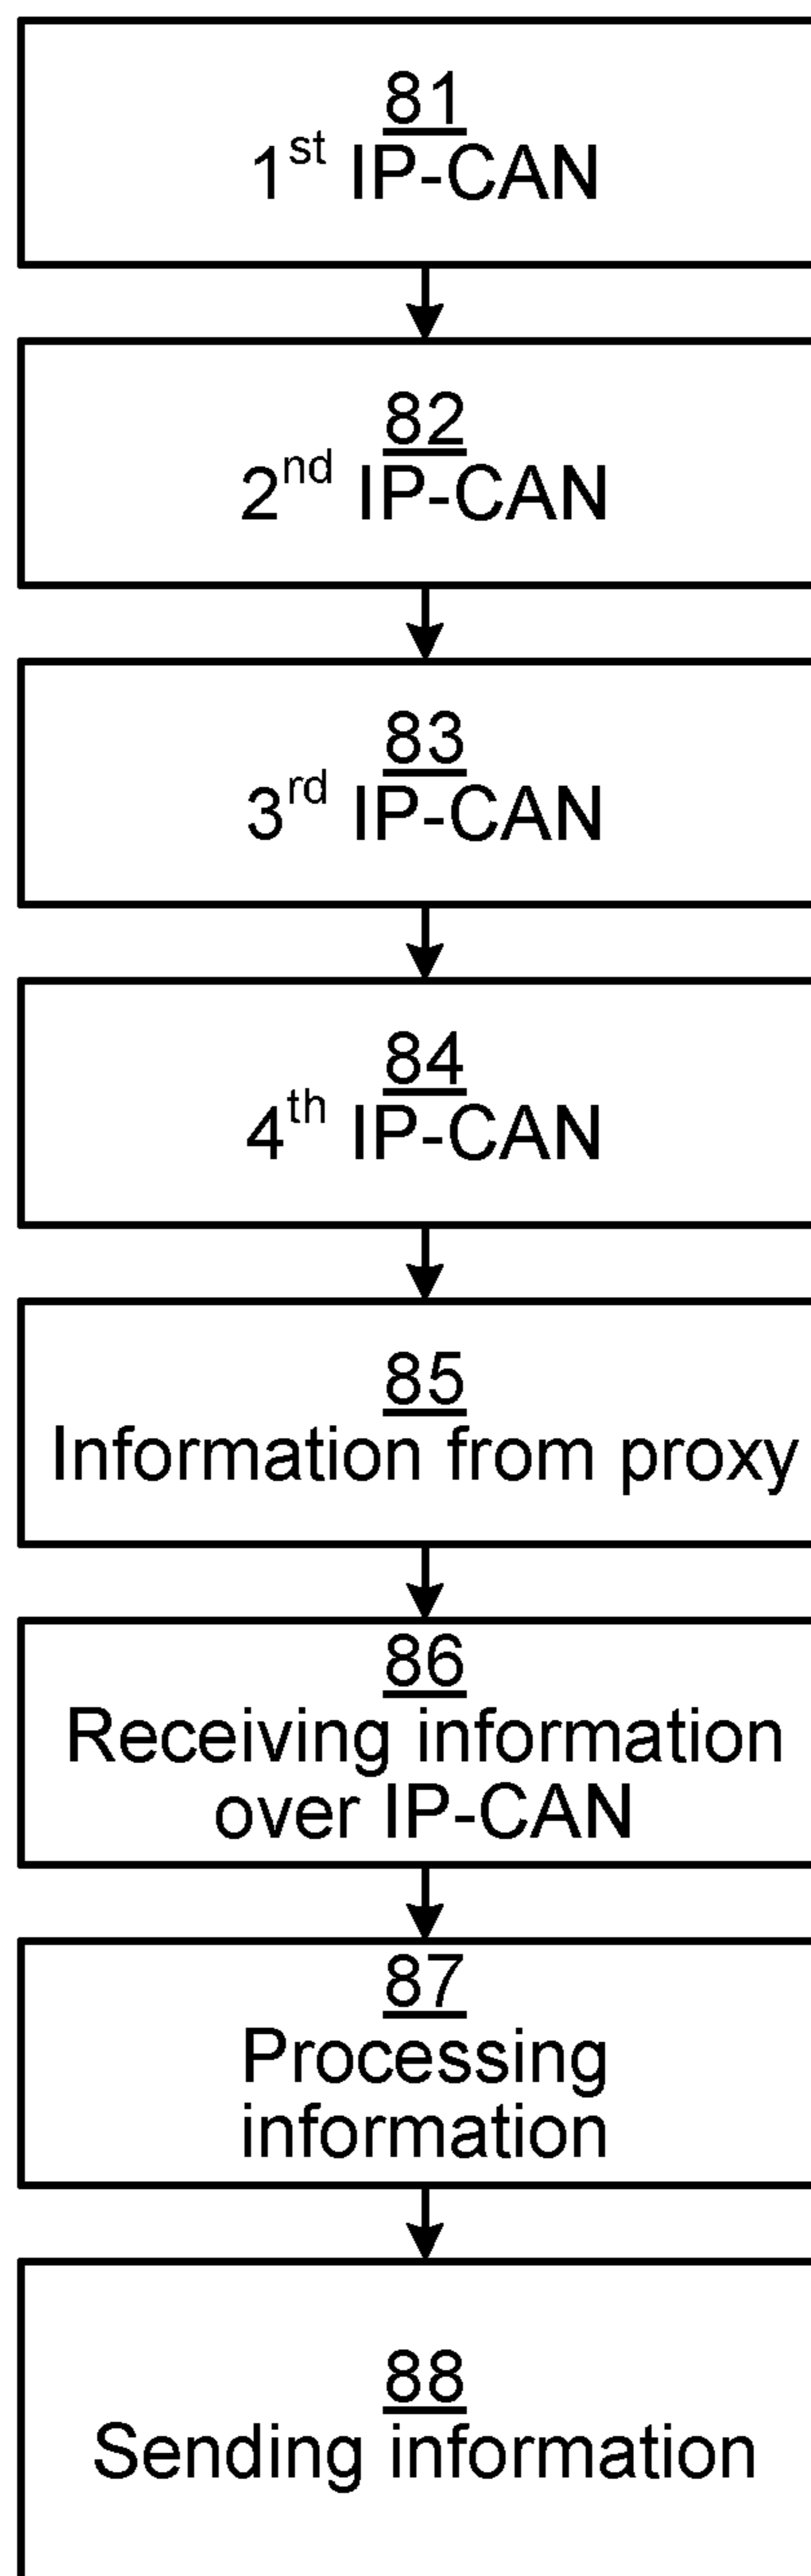 81
1st IP-CAN
82
2nd IP-CAN
83
3rd IP-CAN
84
4th IP-CAN
85
Information from proxy
86
Receiving information
over IP-CAN
87
Processing
information
88
Sending information